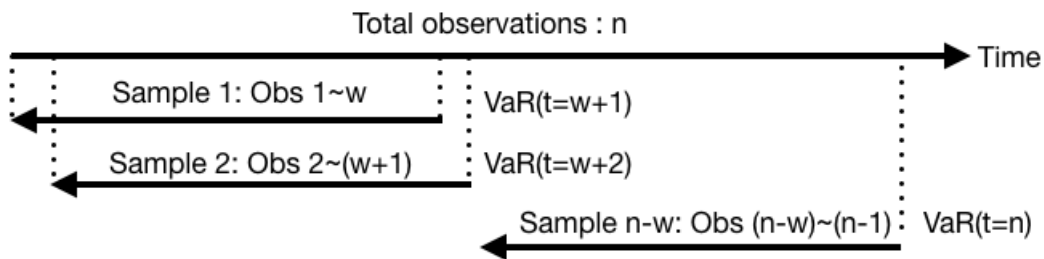 Total observations : n
Time
Sample 1: Obs 1~w
VaR(t=w+1)
Sample 2: Obs 2~(w+1)
VaR(t=w+2)
Sample n-w: Obs (n-w)~(n-1)
VaR(t=n)